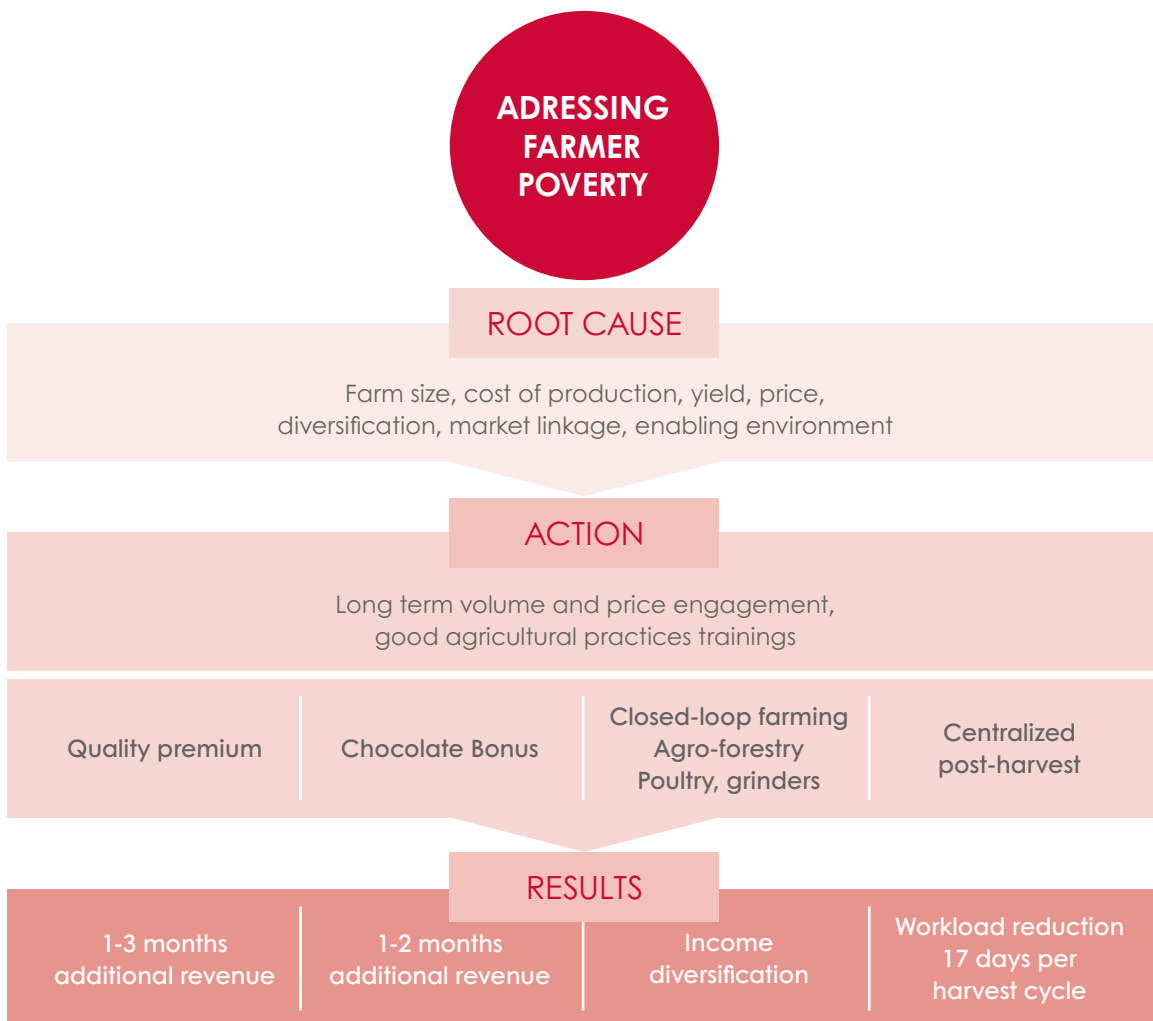 ADRESSING
FARMER
POVERTY
ROOT CAUSE
Farm size, cost of production, yield, price,
diversification, market linkage, enabling environment
ACTION
Long term volume and price engagement,
good agricultural practices trainings
Quality premium
Chocolate Bonus
Closed-loop farming
Agro-forestry
Poultry, grinders
Centralized
post-harvest
RESULTS
1-3 months
additional revenue
1-2 months
additional revenue
Income
diversification
Workload reduction
17 days per
harvest cycle